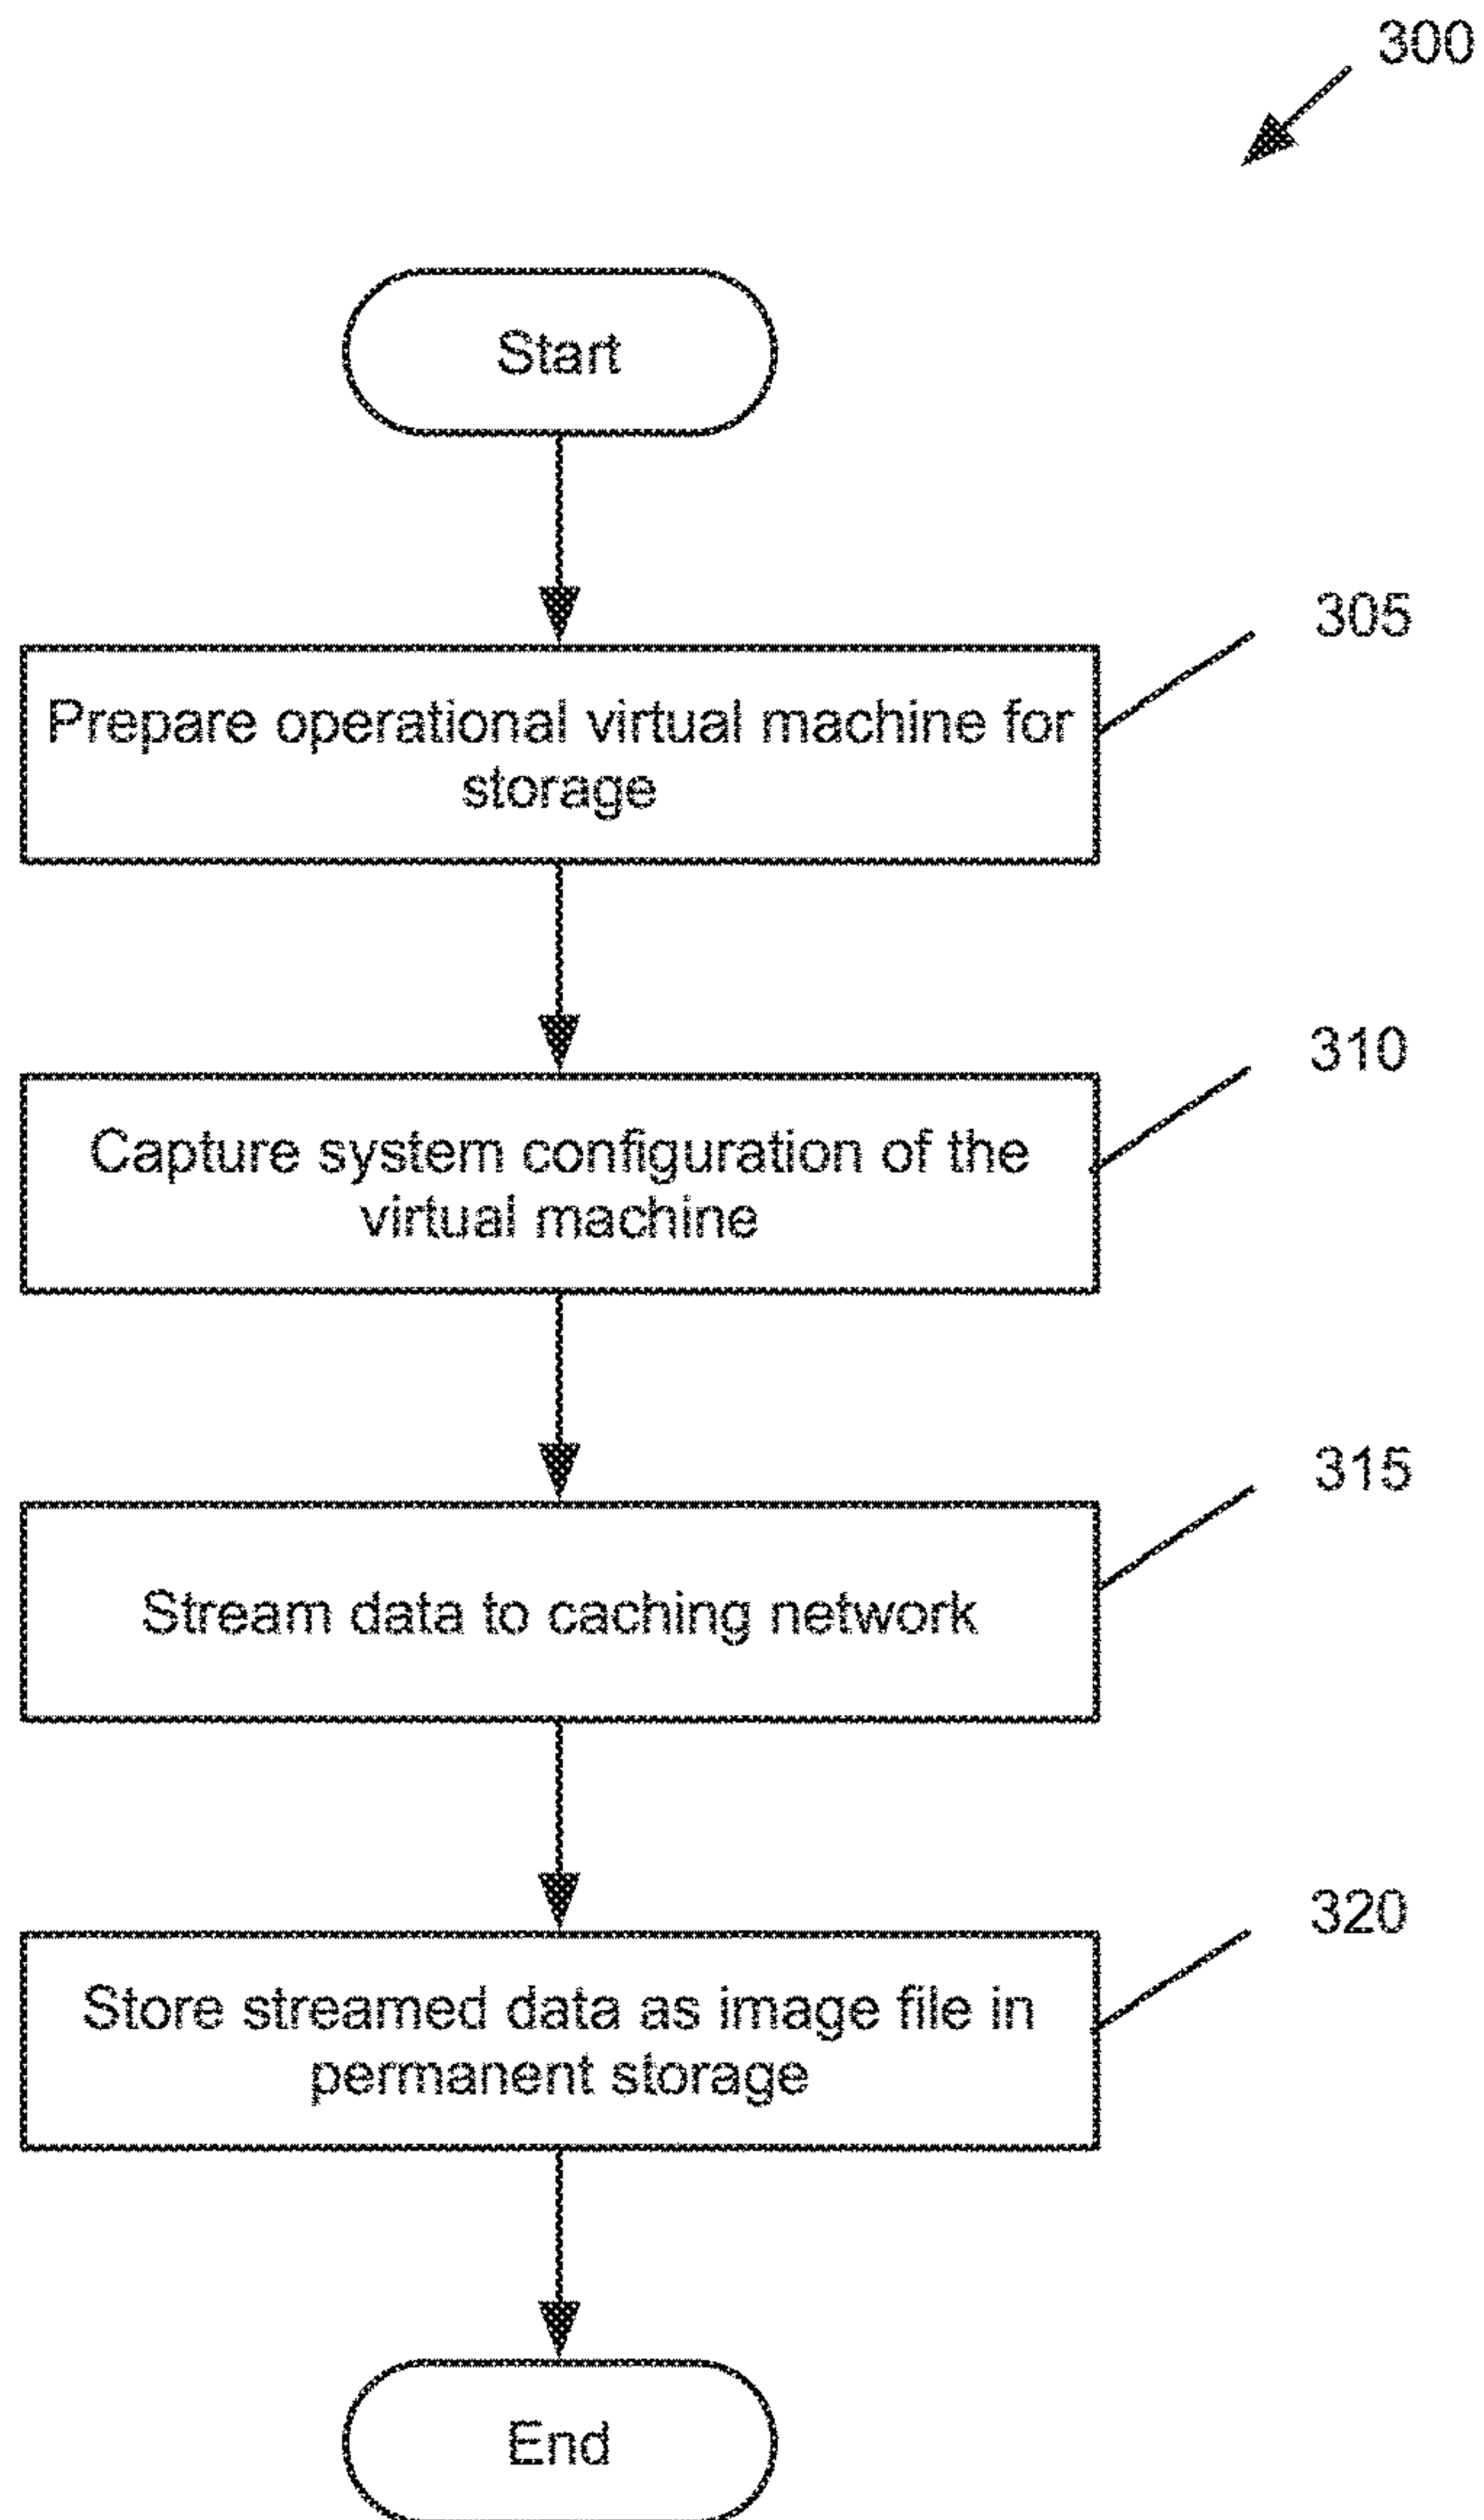 300
Start
305
Prepare operational virtual machine for
storage
310
Capture system configuration of the
virtual machine
315
Stream data to caching network
320
Store streamed data as image file in
permanent storage
End